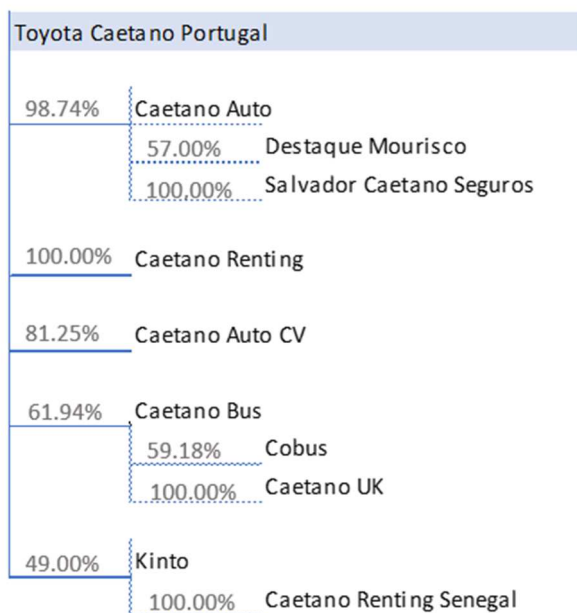 Toyota Caetano Portugal
98.74% Caetano Auto
57.00% Destaque Mourisco
100,00% Salvador Caetano Seguros
100.00% Caetano Renting
81.25% Caetano Auto CV
61.94% Caetano Bus
59.18% Cobus
100.00% Caetano UK
49.00% Kinto
100.00% Caetano Renting Senegal